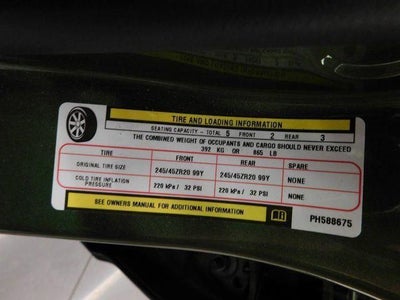 TIRE AND LOADING INFORMATION
SEATING CAPACITY - TOTAL 5 FRONT 2 REAR 3
THE COMBINED WEIGHT OF OCCUPANTS AND CARGO SHOULD NEVER EXCEED
392 KG OR 865 LB
TIRE FRONT REAR SPARE
ORIGINAL TIRE SIZE 245/45ZR20 99Y 245/45ZR20 99Y NONE
COLD TIRE INFLATION PRESSURE 220 kPa / 32 PSI 220 kPa / 32 PSI NONE
SEE OWNERS MANUAL FOR ADDITIONAL INFORMATION
PH588675